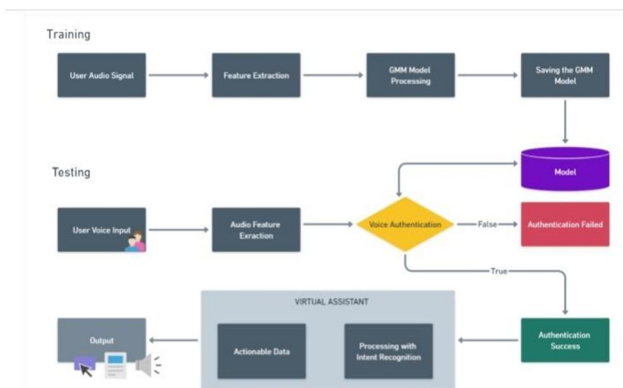 Training
User Audio Signal
Feature Extraction
GMM Model
Processing
Saving the GMM
Model
Model
Testing
User Voice Input
Audio Feature
Exraction
Voice Authentication
False
Authentication Failed
True
VIRTUAL ASSISTANT
Output
Actionable Data
Processing with
Intent Recognition
Authentication
Success